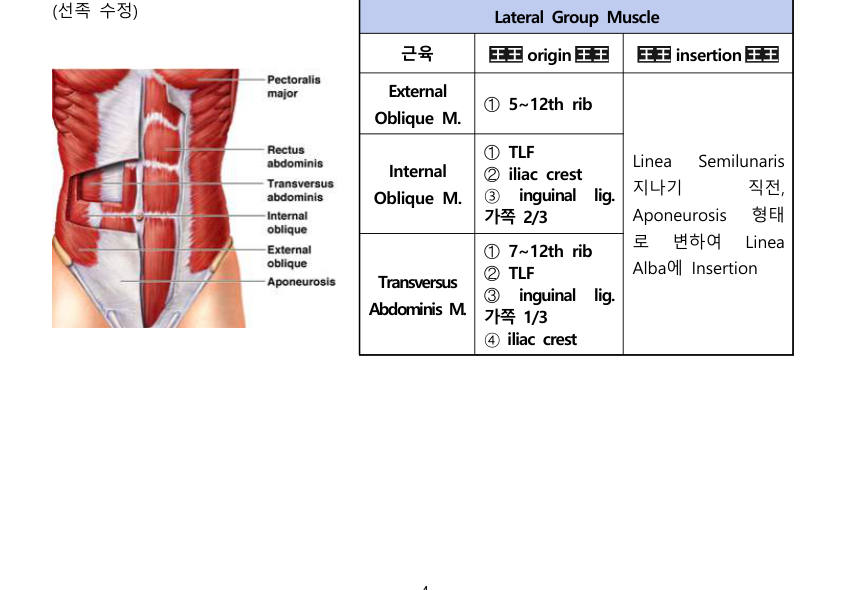 (선족 수정)
Pectoralis
major
Rectus
abdominis
Transversus
abdominis
Internal
oblique
External
oblique
Aponeurosis
Lateral Group Muscle
근육
origin
insertion
External
Oblique M.
① 5~12th rib
Internal
Oblique M.
① TLF
② iliac crest
③ inguinal lig.
가쪽 2/3
Transversus
Abdominis M.
① 7~12th rib
② TLF
③ inguinal lig.
가쪽 1/3
④ iliac crest
Linea Semilunaris
지나기 직전,
Aponeurosis 형태
로 변하여 Linea
Alba에 Insertion